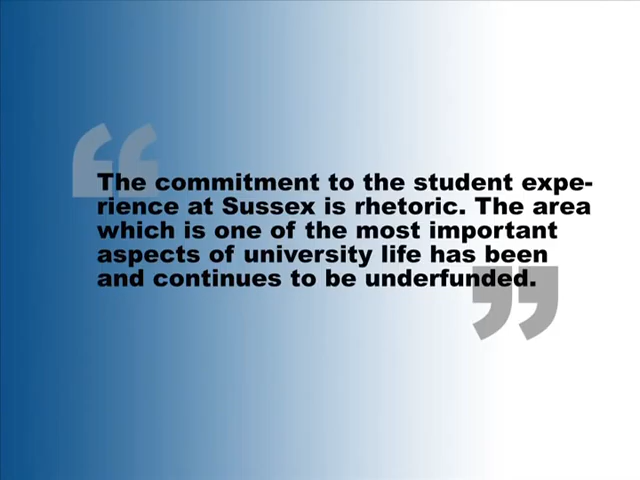 The commitment to the student expe-
rience at Sussex is rhetoric. The area
which is one of the most important
aspects of university life has been
and continues to be underfunded.